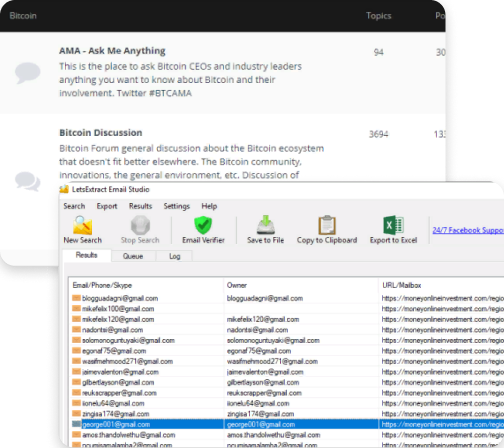 Bitcoin Topics Po
AMA - Ask Me Anything 94 30
This is the place to ask Bitcoin CEOs and industry leaders
anything you want to know about Bitcoin and their
involvement. Twitter #BTCAMA
Bitcoin Discussion 3694 133
Bitcoin Forum general discussion about the Bitcoin ecosystem
that doesn't fit better elsewhere. The Bitcoin community,
innovations, the general environment, etc. Discussion of
LetsExtract Email Studio
Search Export Results Settings Help
New Search Stop Search Email Verifier Save to File Copy to Clipboard Export to Excel 24/7 Facebook Suppo
Results Queue Log
Email/Phone/Skype Owner URL/Mailbox
blogguadagni@gmail.com blogguadagni@gmail.com https://moneyonlineinvestment.com/regio
mikefelix100@gmail.com https://moneyonlineinvestment.com/regio
mikefelix120@gmail.com mikefelix120@gmail.com https://moneyonlineinvestment.com/regio
nadontsi@gmail.com nadontsi@gmail.com https://moneyonlineinvestment.com/regio
solomonoguntuyaki@gmail.com solomonoguntuyaki@gmail.com https://moneyonlineinvestment.com/regio
egonaf75@gmail.com egonaf75@gmail.com https://moneyonlineinvestment.com/regio
wasifmehmood271@gmail.com wasifmehmood271@gmail.com https://moneyonlineinvestment.com/regio
jainevalenton@gmail.com jainevalenton@gmail.com https://moneyonlineinvestment.com/regio
gilbertlayson@gmail.com gilbertlayson@gmail.com https://moneyonlineinvestment.com/regio
reukscrapper@gmail.com reukscrapper@gmail.com https://moneyonlineinvestment.com/regio
ionelu64@gmail.com ionelu64@gmail.com https://moneyonlineinvestment.com/regio
zingisa174@gmail.com zingisa174@gmail.com https://moneyonlineinvestment.com/regio
george001@gmail.com george001@gmail.com https://moneyonlineinvestment.com/regio
amos.thandolwethu@gmail.com amos.thandolwethu@gmail.com https://moneyonlineinvestment.com/regio